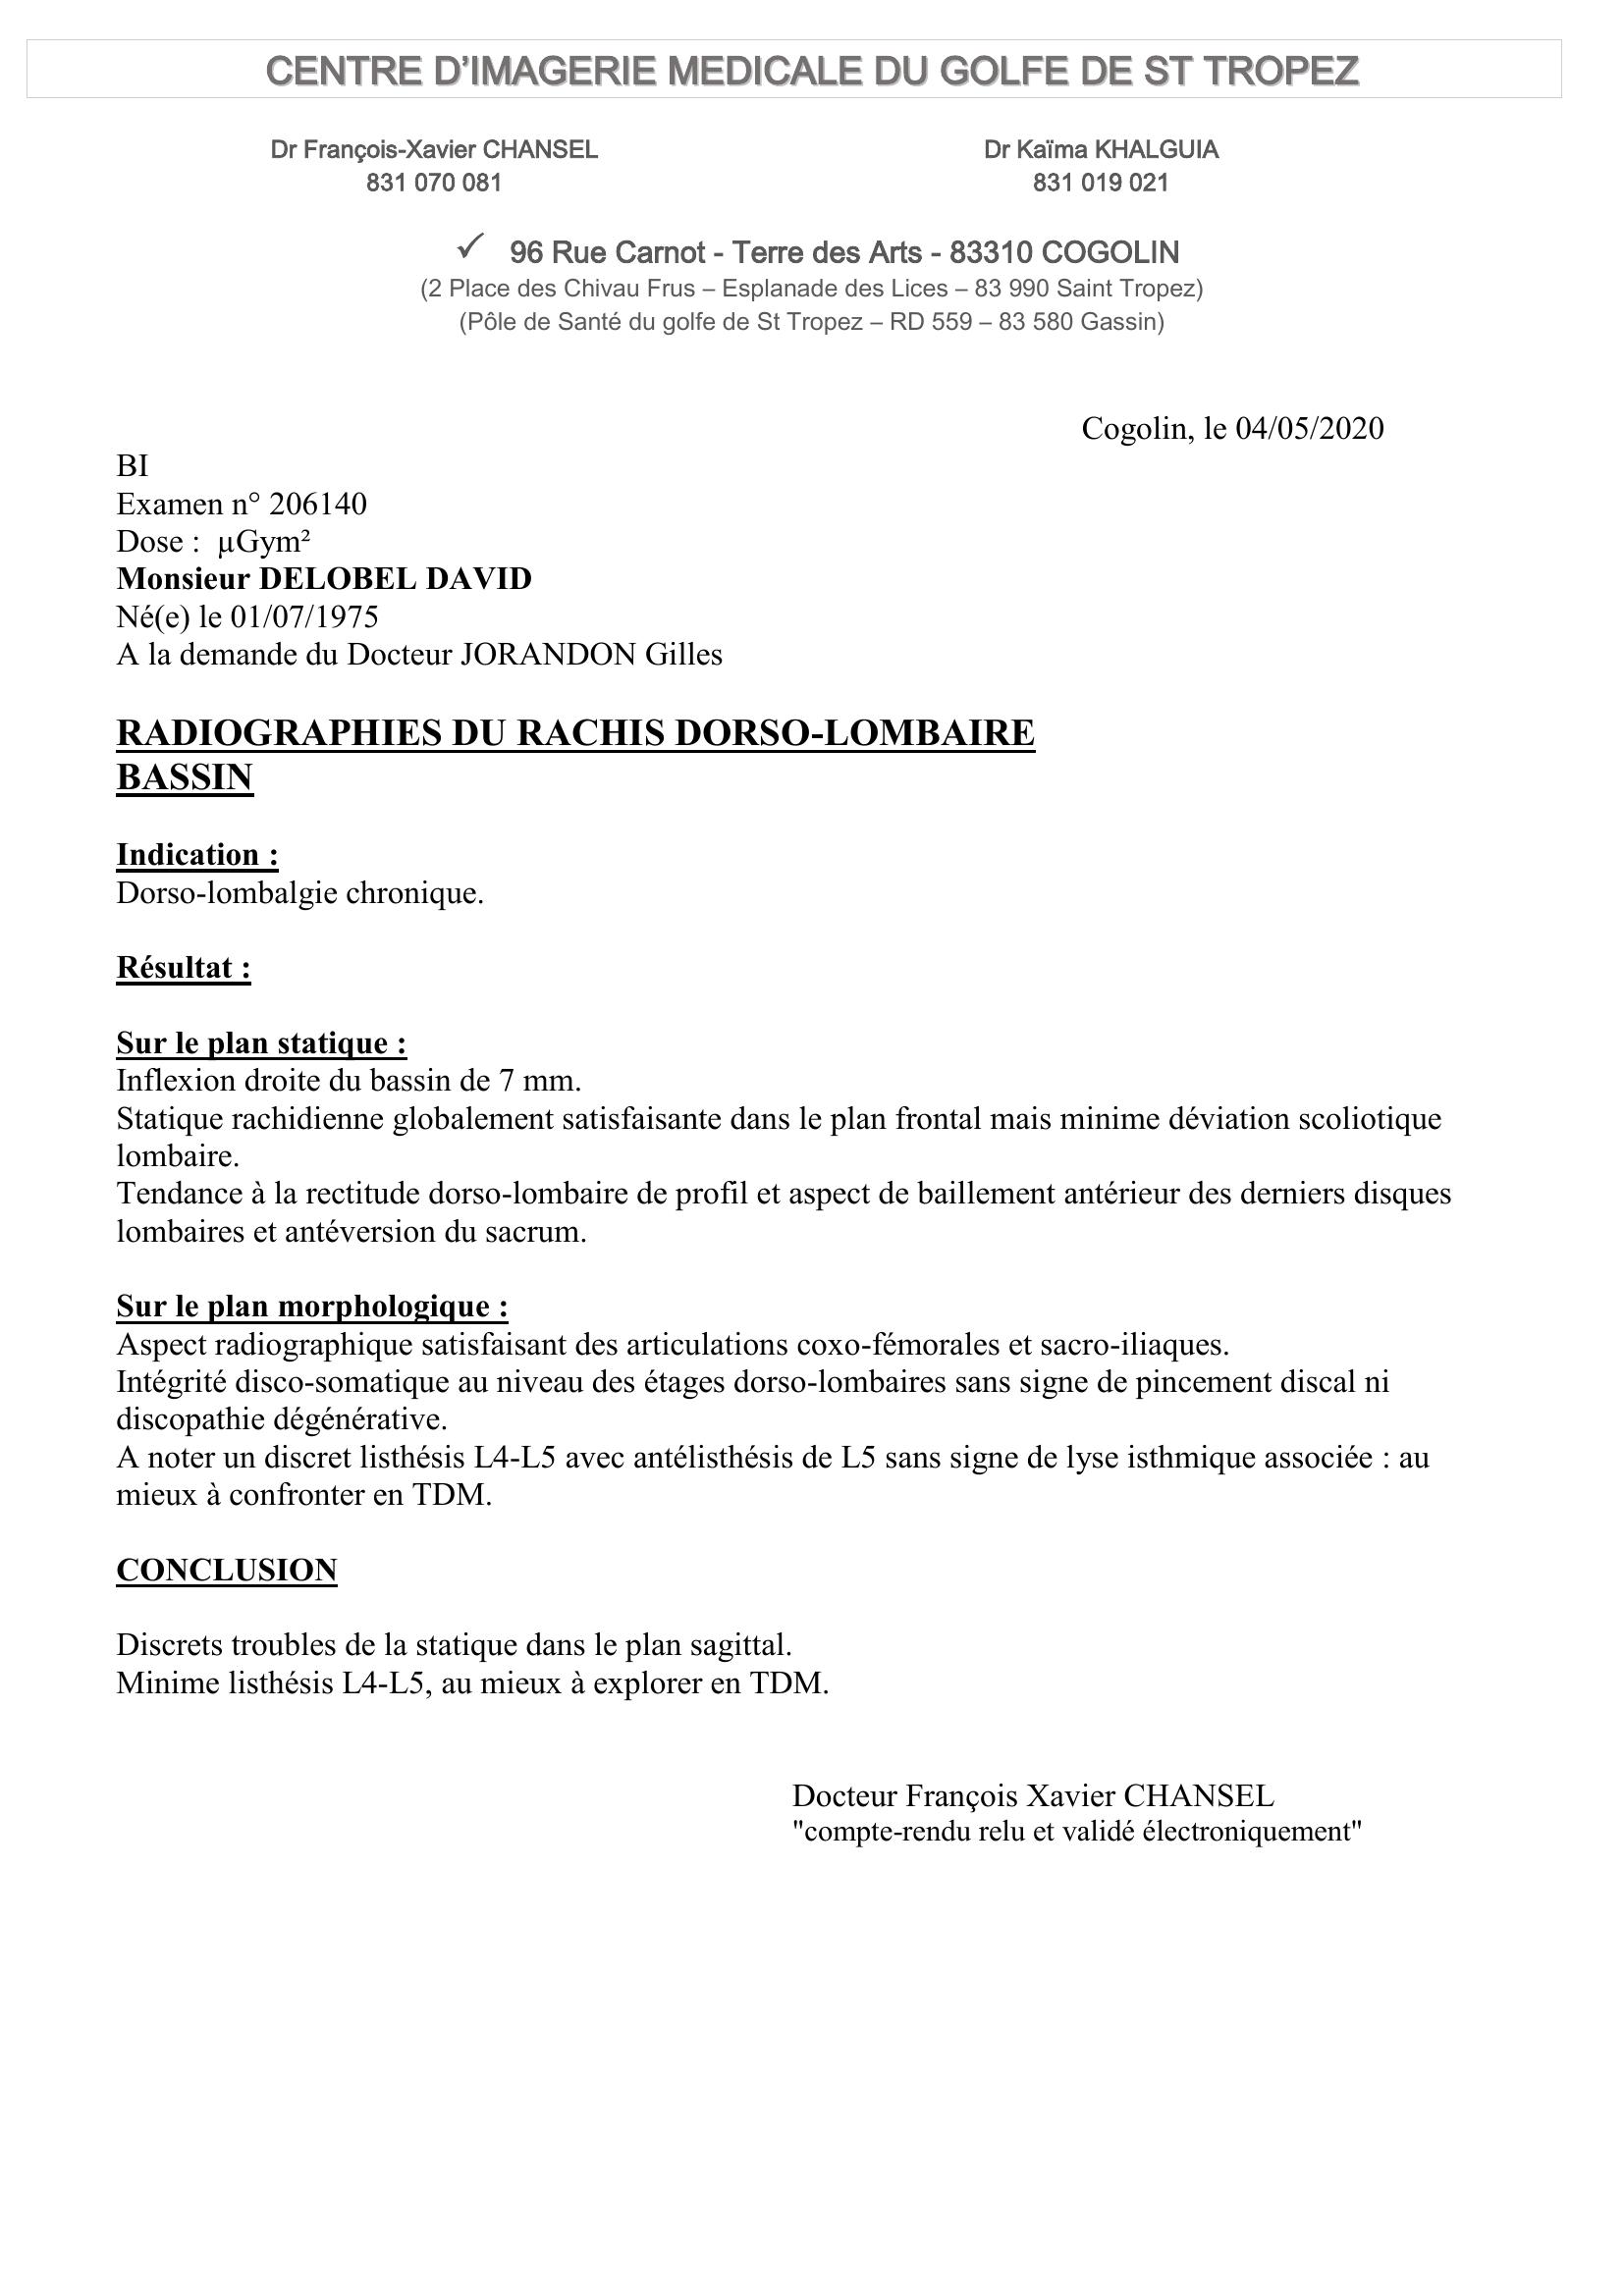 CENTRE D'IMAGERIE MEDICALE DU GOLFE DE ST TROPEZ
Dr François-Xavier CHANSEL
831 070 081
Dr Kaïma KHALGUIA
831 019 021
✓ 96 Rue Carnot - Terre des Arts - 83310 COGOLIN
(2 Place des Chivau Frus – Esplanade des Lices – 83 990 Saint Tropez)
(Pôle de Santé du golfe de St Tropez – RD 559 – 83 580 Gassin)
Cogolin, le 04/05/2020
BI
Examen n° 206140
Dose : µGym²
Monsieur DELOBEL DAVID
Né(e) le 01/07/1975
A la demande du Docteur JORANDON Gilles
RADIOGRAPHIES DU RACHIS DORSO-LOMBAIRE
BASSIN
Indication :
Dorso-lombalgie chronique.
Résultat :
Sur le plan statique :
Inflexion droite du bassin de 7 mm.
Statique rachidienne globalement satisfaisante dans le plan frontal mais minime déviation scoliotique
lombaire.
Tendance à la rectitude dorso-lombaire de profil et aspect de baillement antérieur des derniers disques
lombaires et antéversion du sacrum.
Sur le plan morphologique :
Aspect radiographique satisfaisant des articulations coxo-fémorales et sacro-iliaques.
Intégrité disco-somatique au niveau des étages dorso-lombaires sans signe de pincement discal ni
discopathie dégénérative.
A noter un discret listhésis L4-L5 avec antélisthésis de L5 sans signe de lyse isthmique associée : au
mieux à confronter en TDM.
CONCLUSION
Discrets troubles de la statique dans le plan sagittal.
Minime listhésis L4-L5, au mieux à explorer en TDM.
Docteur François Xavier CHANSEL
"compte-rendu relu et validé électroniquement"